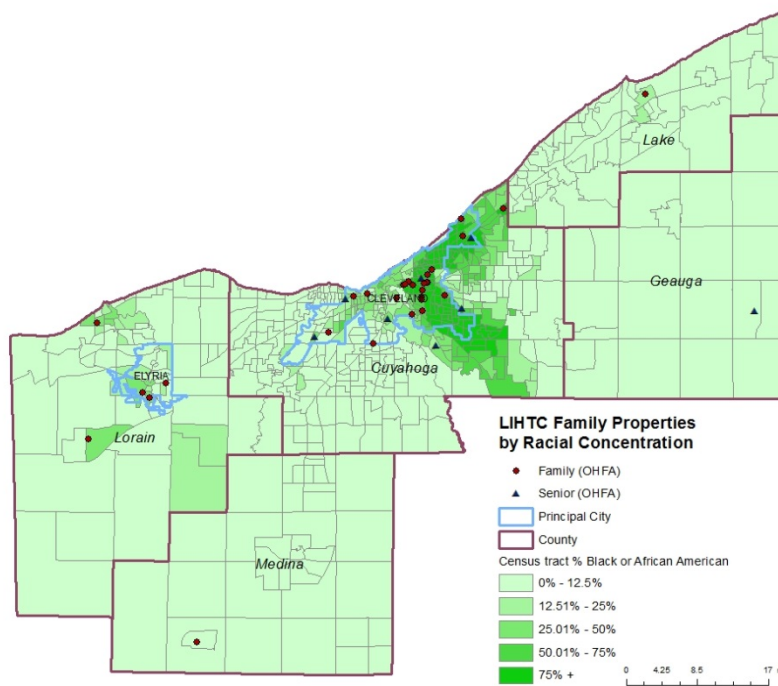 Lake
Geauga
CLEVELAND
Cuyahoga
ELYRIA
Lorain
Medina
LIHTC Family Properties
by Racial Concentration
Family (OHFA)
Senior (OHFA)
Principal City
County
Census tract % Black or African American
0% - 12.5%
12.51% - 25%
25.01% - 50%
50.01% - 75%
75% +
0 4.25 8.5 17